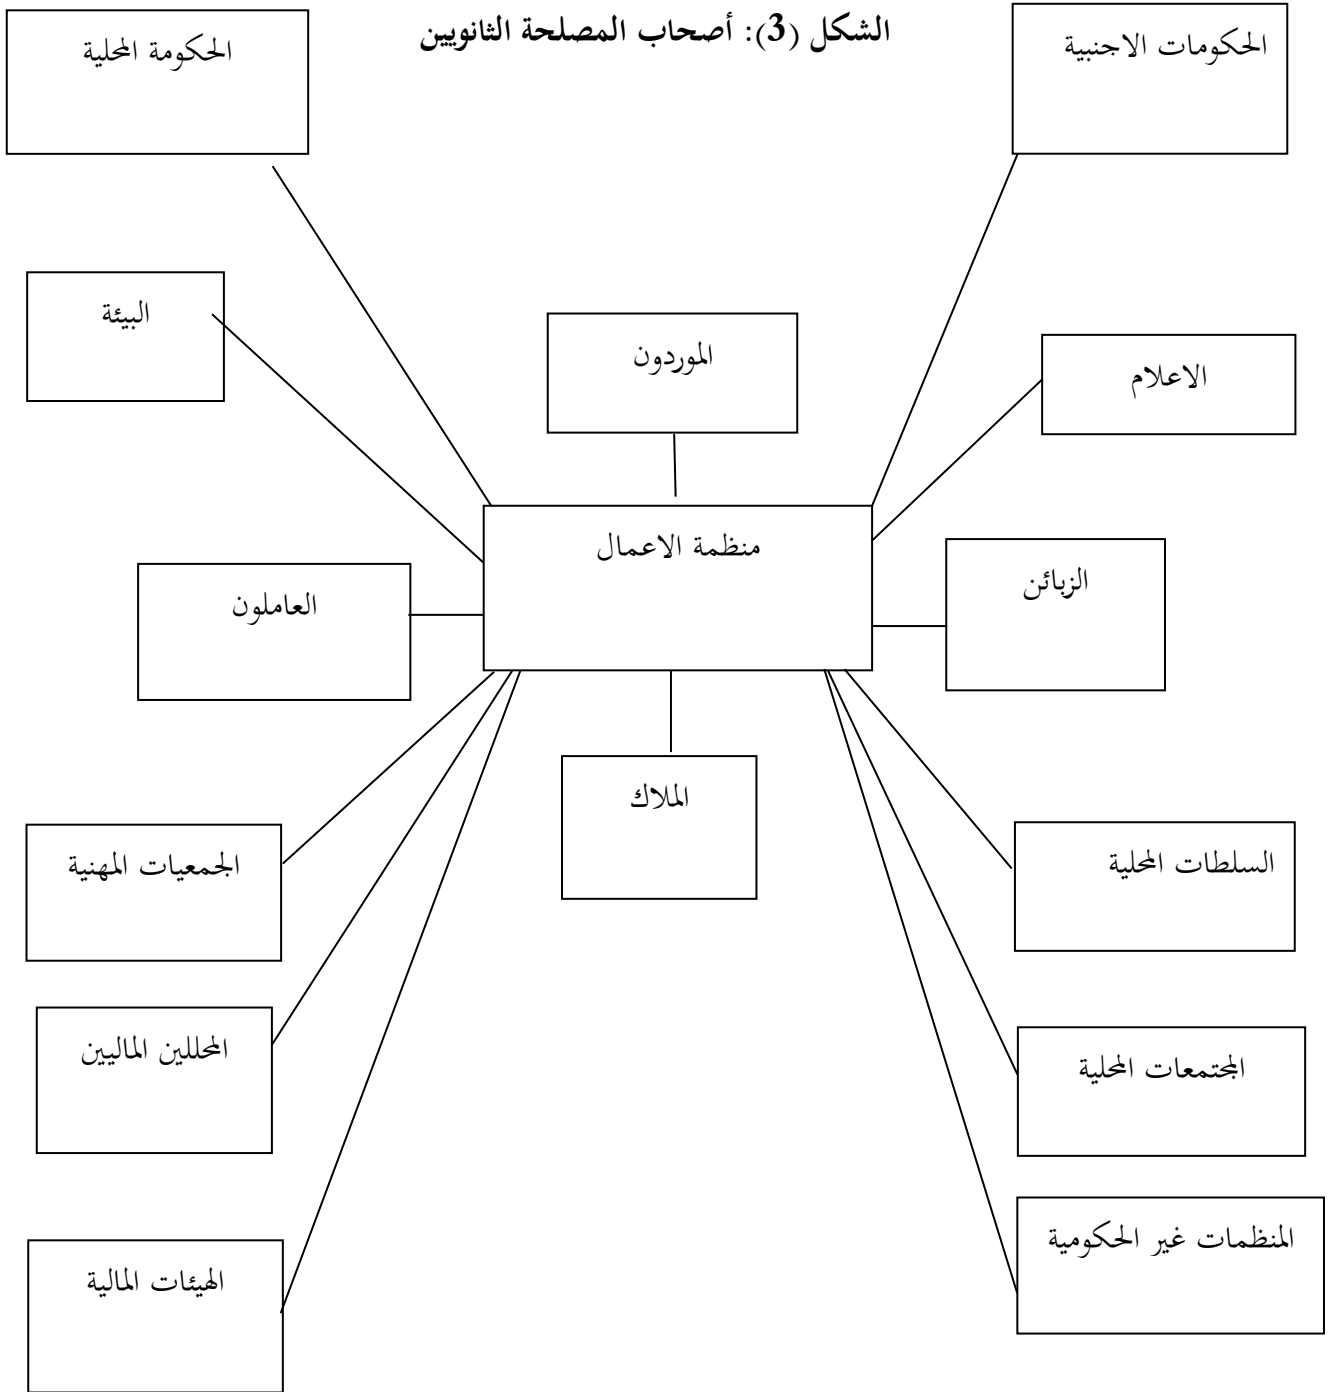 الشكل (3): أصحاب المصلحة الثانويين
الحكومات الاجنبية
الحكومة المحلية
البيئة
الموردون
الاعلام
منظمة الاعمال
الزبائن
العاملون
الملاك
السلطات المحلية
الجمعيات المهنية
المجتمعات المحلية
المحللين الماليين
المنظمات غير الحكومية
الهيئات المالية